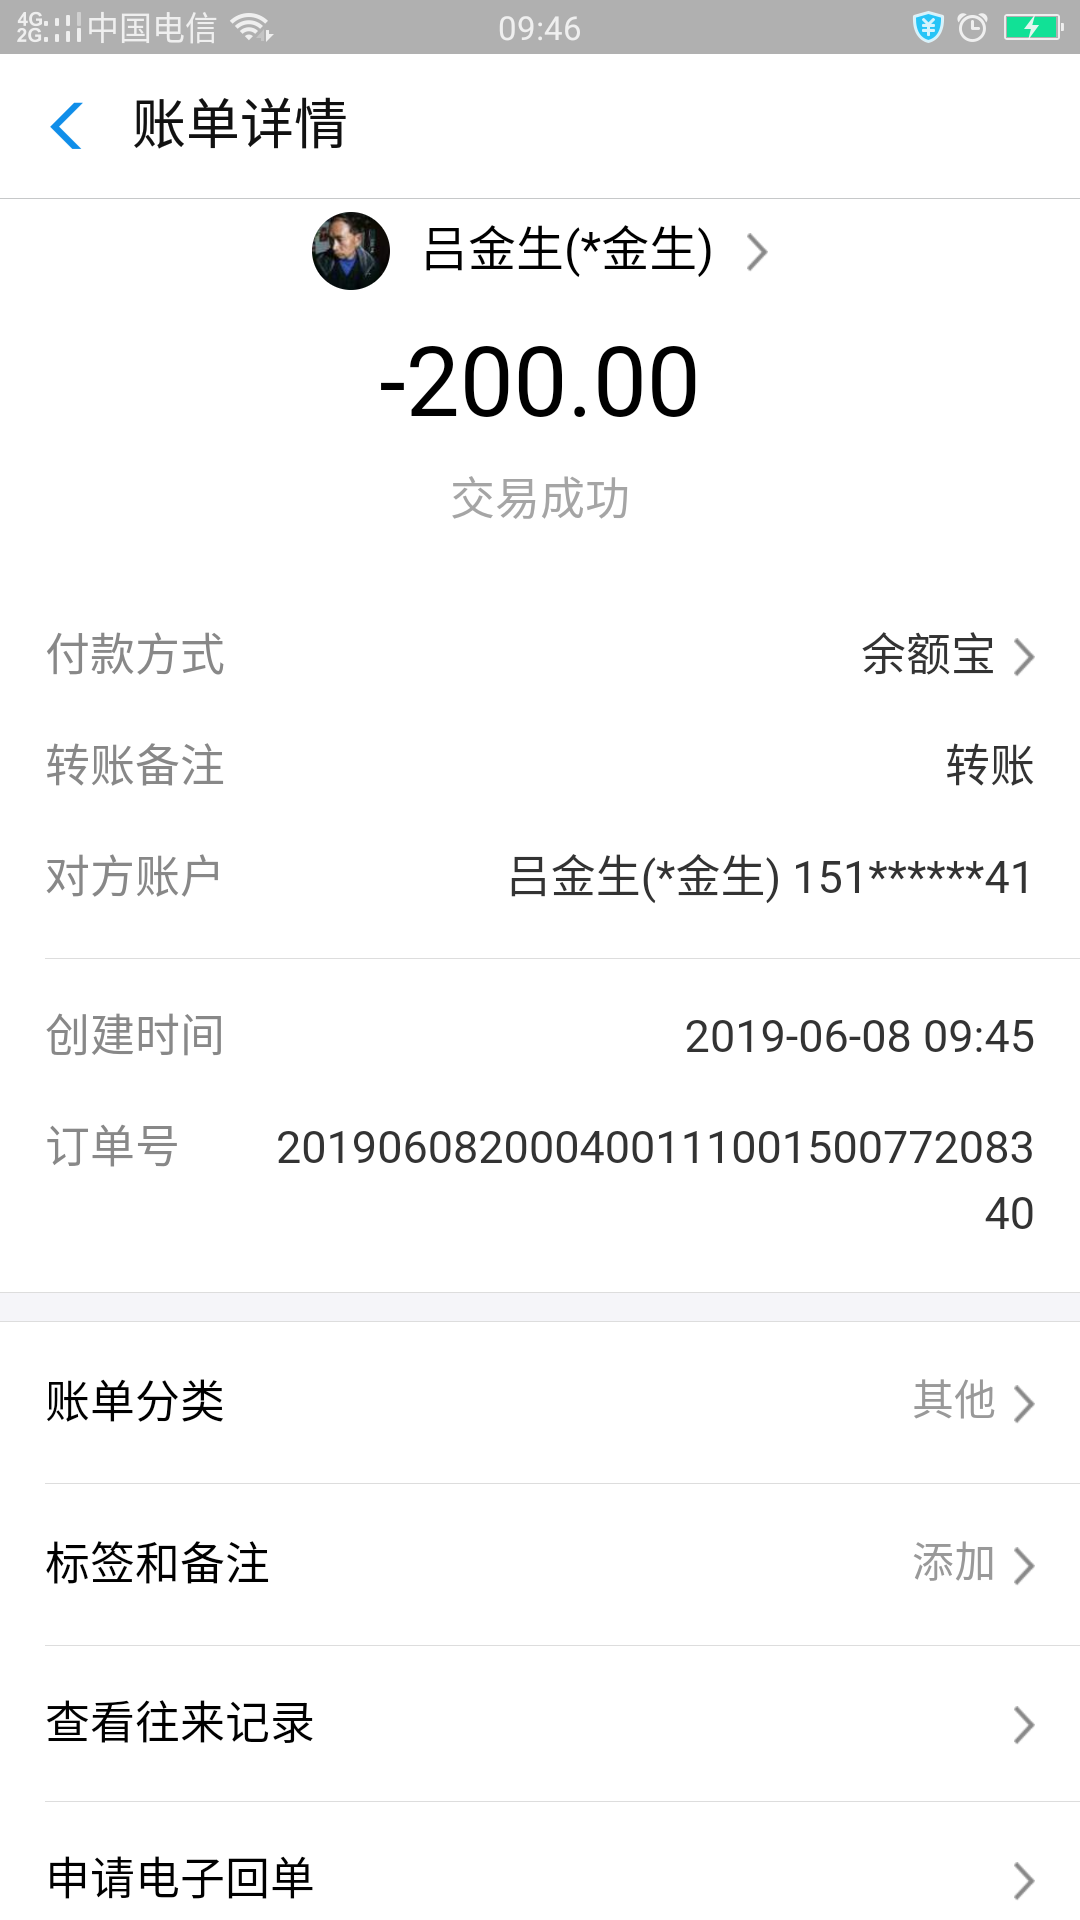 4G 2G 中国电信 09:46
账单详情
吕金生(*金生)
-200.00
交易成功
付款方式 余额宝
转账备注 转账
对方账户 吕金生(*金生) 151******41
创建时间 2019-06-08 09:45
订单号 201906082000400111001500772083
40
账单分类 其他
标签和备注 添加
查看往来记录
申请电子回单